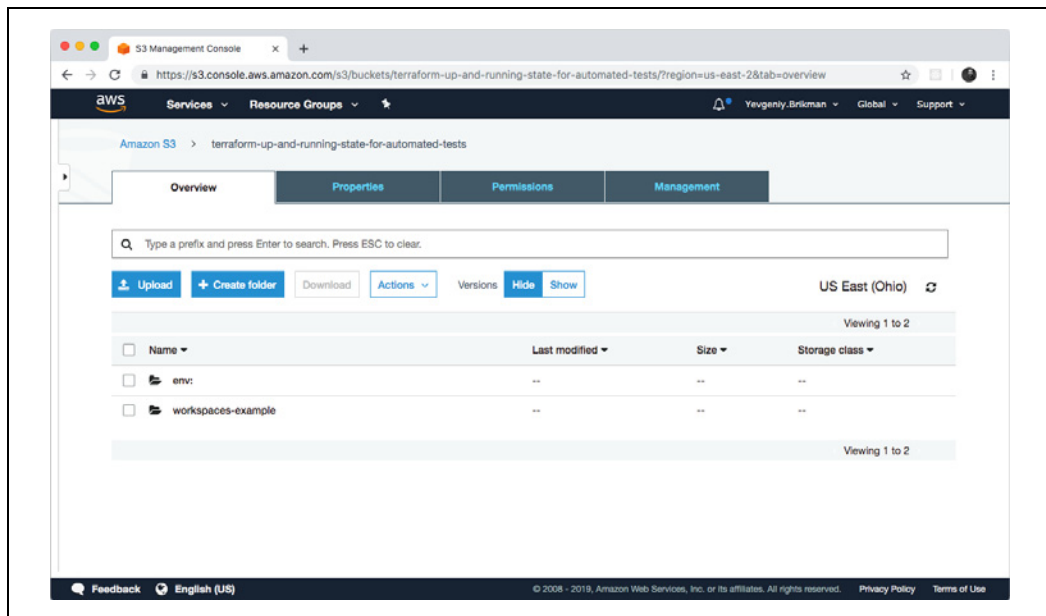 S3 Management Console × +
https://s3.console.aws.amazon.com/s3/buckets/terraform-up-and-running-state-for-automated-tests/?region=us-east-2&tab=overview
aws Services Resource Groups Yevgeniy.Brikman Global Support
Amazon S3 > terraform-up-and-running-state-for-automated-tests
Overview Properties Permissions Management
Type a prefix and press Enter to search. Press ESC to clear.
Upload + Create folder Download Actions Versions Hide Show US East (Ohio)
Viewing 1 to 2
Name Last modified Size Storage class
env: -- -- --
workspaces-example -- -- --
Viewing 1 to 2
Feedback English (US) © 2008 - 2019, Amazon Web Services, Inc. or its affiliates. All rights reserved. Privacy Policy Terms of Use